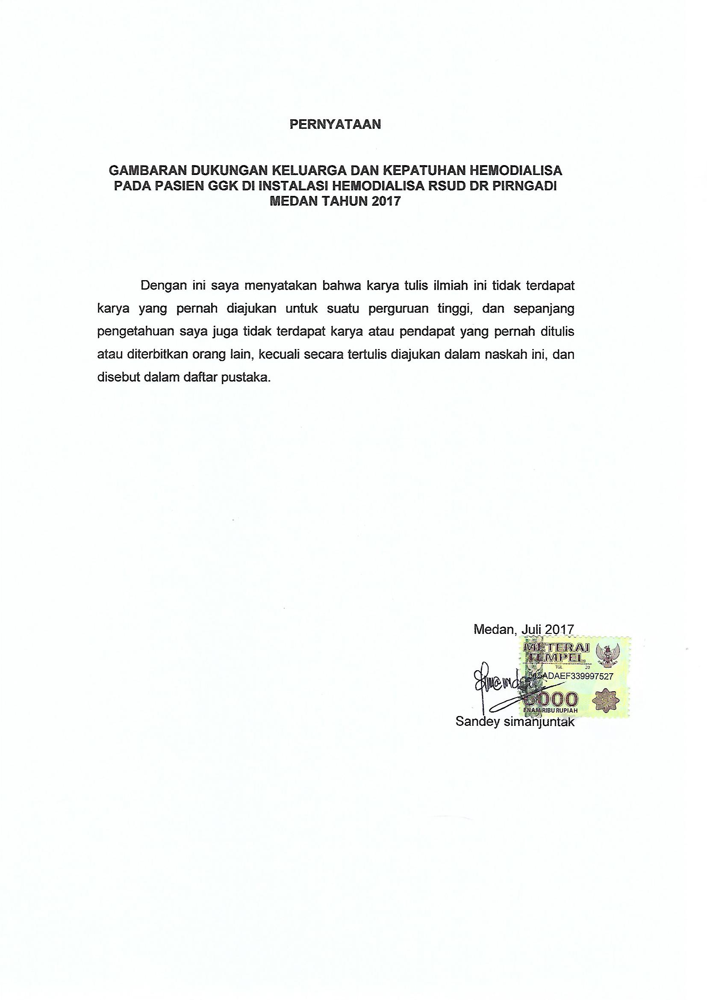 PERNYATAAN
GAMBARAN DUKUNGAN KELUARGA DAN KEPATUHAN HEMODIALISA
PADA PASIEN GGK DI INSTALASI HEMODIALISA RSUD DR PIRNGADI
MEDAN TAHUN 2017
Dengan ini saya menyatakan bahwa karya tulis ilmiah ini tidak terdapat
karya yang pernah diajukan untuk suatu perguruan tinggi, dan sepanjang
pengetahuan saya juga tidak terdapat karya atau pendapat yang pernah ditulis
atau diterbitkan orang lain, kecuali secara tertulis diajukan dalam naskah ini, dan
disebut dalam daftar pustaka.
Medan, Juli 2017
METERAI
TEMPEL
TGL. 20
ADAEF339997527
6000
ENAM RIBU RUPIAH
Sandey simanjuntak